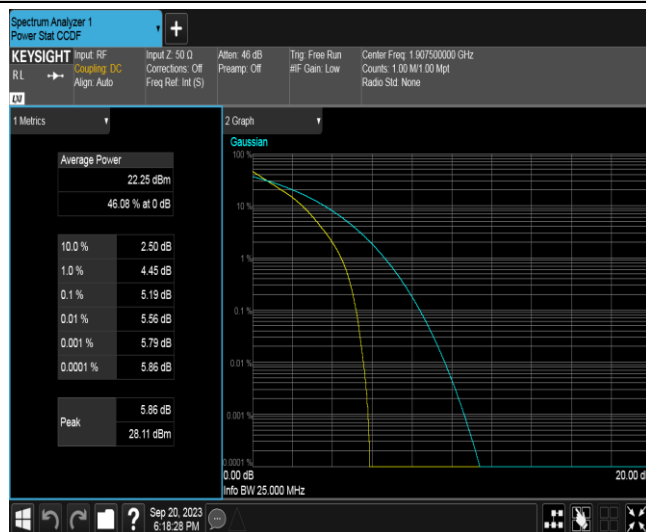 Spectrum Analyzer 1
Power Stat CCDF
+
KEYSIGHT
RL
LXI
Input: RF
Coupling: DC
Align: Auto
Input Z: 50 Ω
Corrections: Off
Freq Ref: Int (S)
Atten: 46 dB
Preamp: Off
Trig: Free Run
#IF Gain: Low
Center Freq: 1.907500000 GHz
Counts: 1.00 M/1.00 Mpt
Radio Std: None
1 Metrics
Average Power
22.25 dBm
46.08 % at 0 dB
10.0 % 2.50 dB
1.0 % 4.45 dB
0.1 % 5.19 dB
0.01 % 5.56 dB
0.001 % 5.79 dB
0.0001 % 5.86 dB
Peak
5.86 dB
28.11 dBm
2 Graph
Gaussian
100 %
10 %
1 %
0.1 %
0.01 %
0.001 %
0.0001 %
0.00 dB
20.00 d
Info BW 25.000 MHz
?
Sep 20, 2023
6:18:28 PM